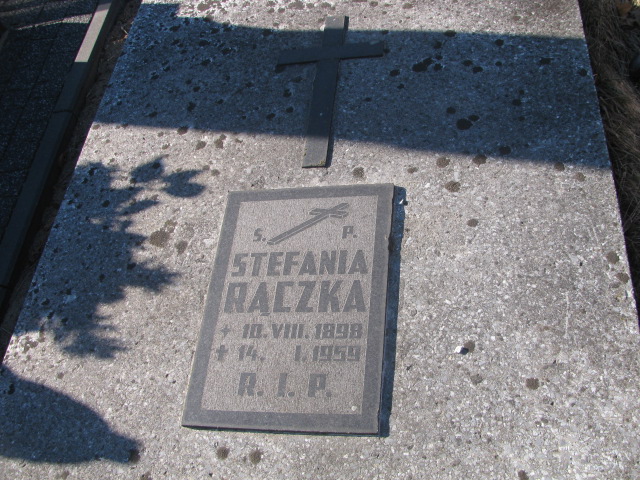 S. P.
STEFANIA
RĄCZKA
+ 10. VIII. 1898
+ 14. I. 1959
R. I. P.